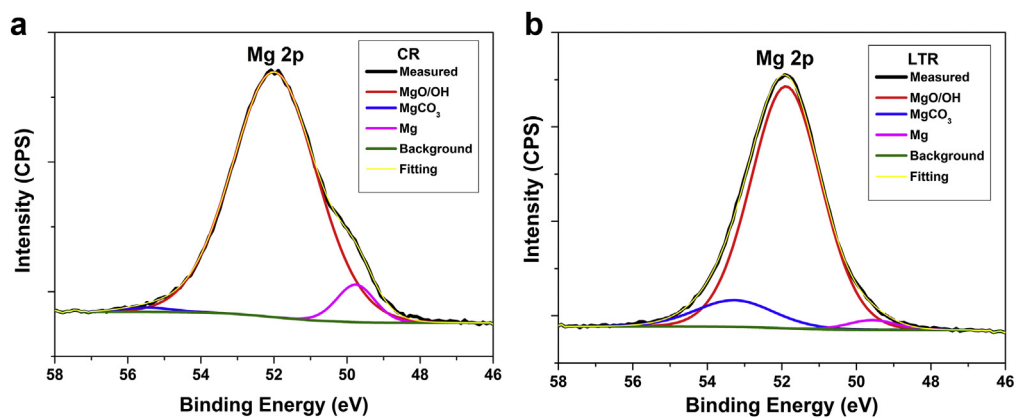 a
Mg 2p
CR
Measured
MgO/OH
MgCO3
Mg
Background
Fitting
Intensity (CPS)
58 56 54 52 50 48 46
Binding Energy (eV)
b
Mg 2p
LTR
Measured
MgO/OH
MgCO3
Mg
Background
Fitting
Intensity (CPS)
58 56 54 52 50 48 46
Binding Energy (eV)